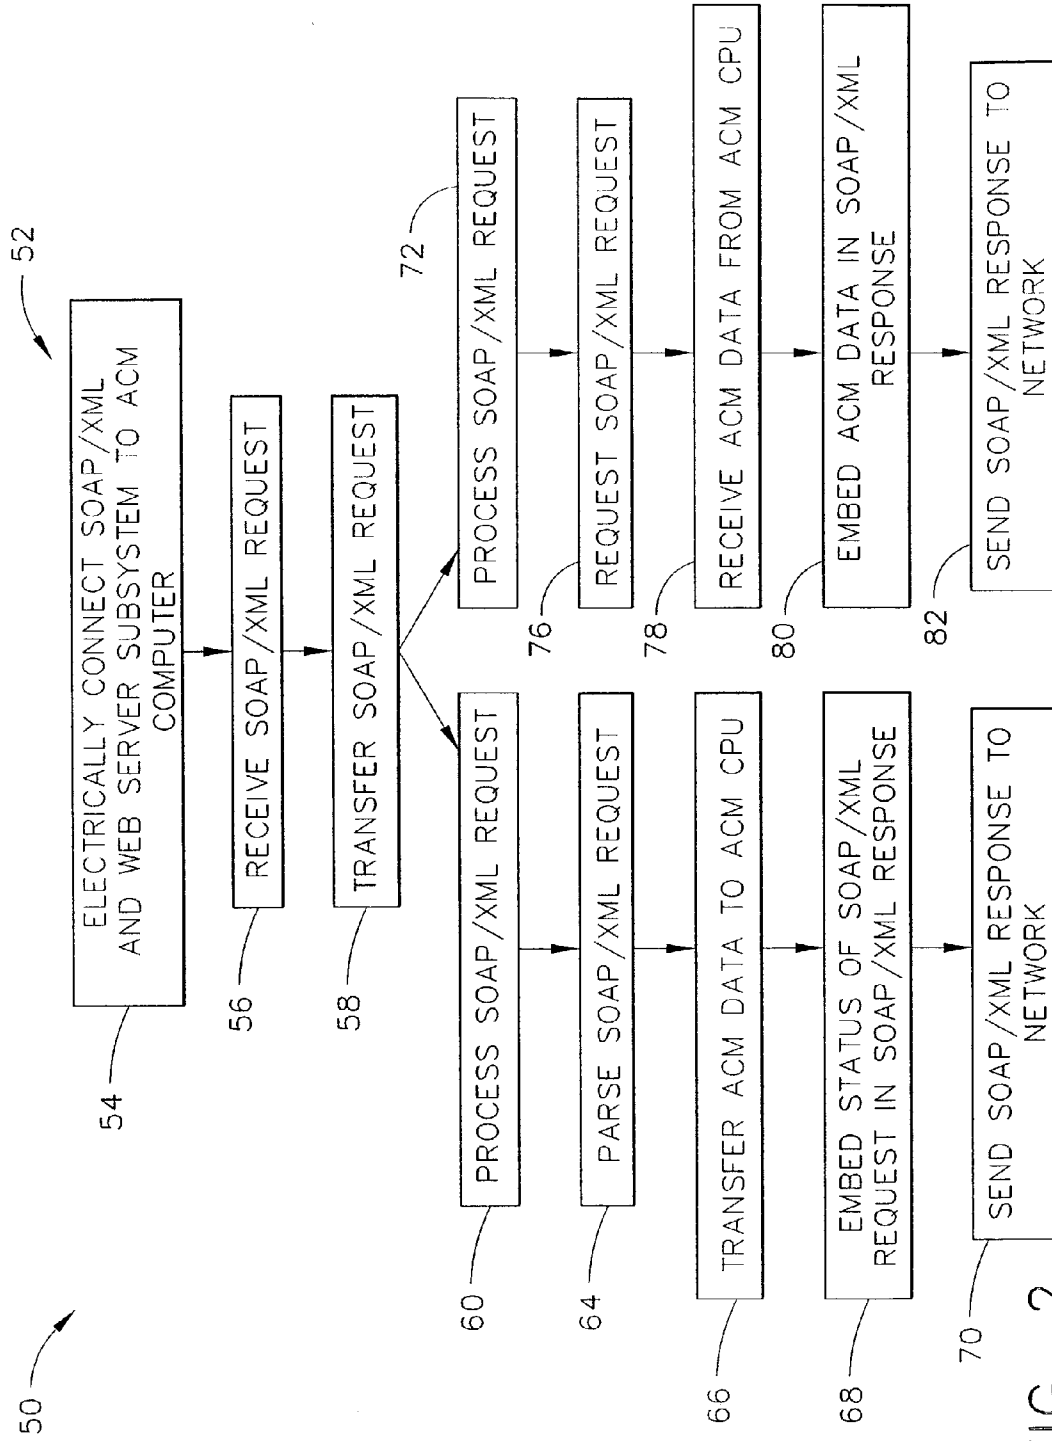 50
52
54
ELECTRICALLY CONNECT SOAP/XML
AND WEB SERVER SUBSYSTEM TO ACM
COMPUTER
56
RECEIVE SOAP/XML REQUEST
58
TRANSFER SOAP/XML REQUEST
60
PROCESS SOAP/XML REQUEST
64
PARSE SOAP/XML REQUEST
66
TRANSFER ACM DATA TO ACM CPU
68
EMBED STATUS OF SOAP/XML
REQUEST IN SOAP/XML RESPONSE
70
SEND SOAP/XML RESPONSE TO
NETWORK
72
PROCESS SOAP/XML REQUEST
76
REQUEST SOAP/XML REQUEST
78
RECEIVE ACM DATA FROM ACM CPU
80
EMBED ACM DATA IN SOAP/XML
RESPONSE
82
SEND SOAP/XML RESPONSE TO
NETWORK